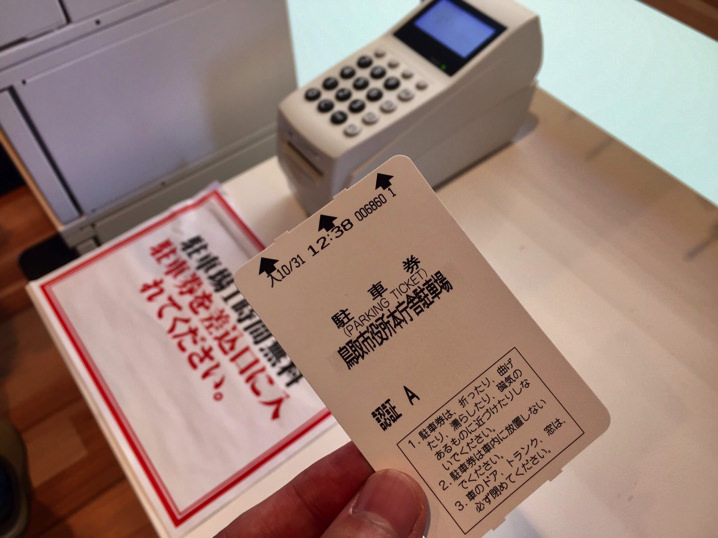 入10/31 12:38 006860 1
駐車券
(PARKING TICKET)
鳥取市役所本庁舎駐車場
認証 A
1. 駐車券は、折ったり、曲げ
たり、濡らしたり、磁気の
あるものに近づけたりしな
いでください。
2. 駐車券は車内に放置しない
でください。
3. 車のドア、トランク、窓は、
必ず閉めてください。
駐車場1時間無料
駐車券を差込口に入
れてください。